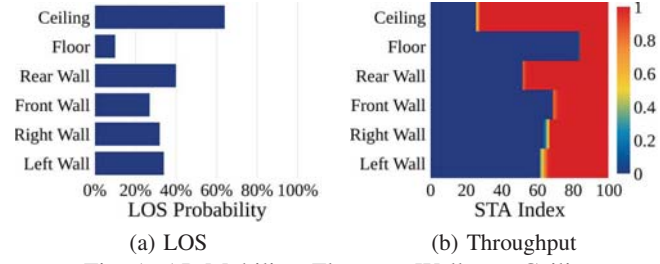 Ceiling
Floor
Rear Wall
Front Wall
Right Wall
Left Wall
0% 20% 40% 60% 80% 100%
LOS Probability
(a) LOS
Ceiling
Floor
Rear Wall
Front Wall
Right Wall
Left Wall
0 20 40 60 80 100
STA Index
1
0.8
0.6
0.4
0.2
0
(b) Throughput